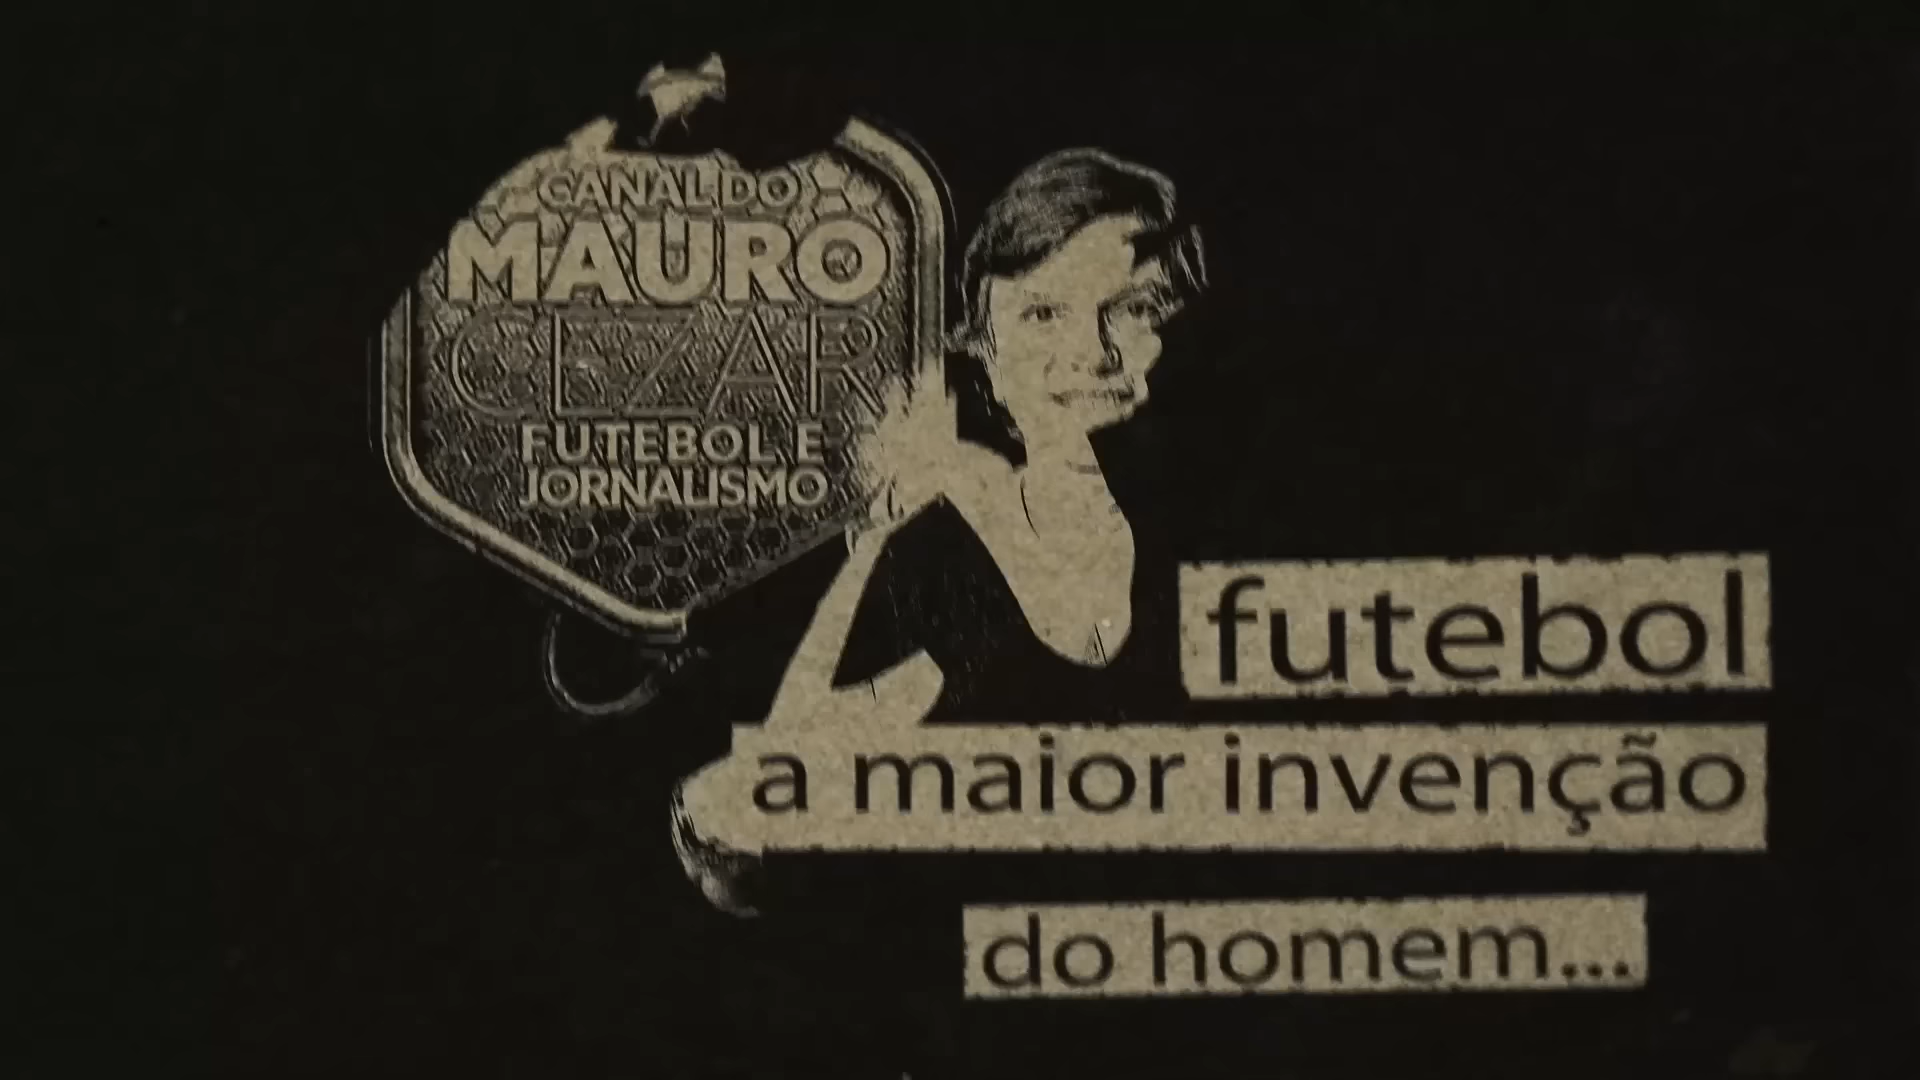 CANAL DO
MAURO
CEZAR
FUTEBOL E
JORNALISMO
futebol
a maior invenção
do homem...